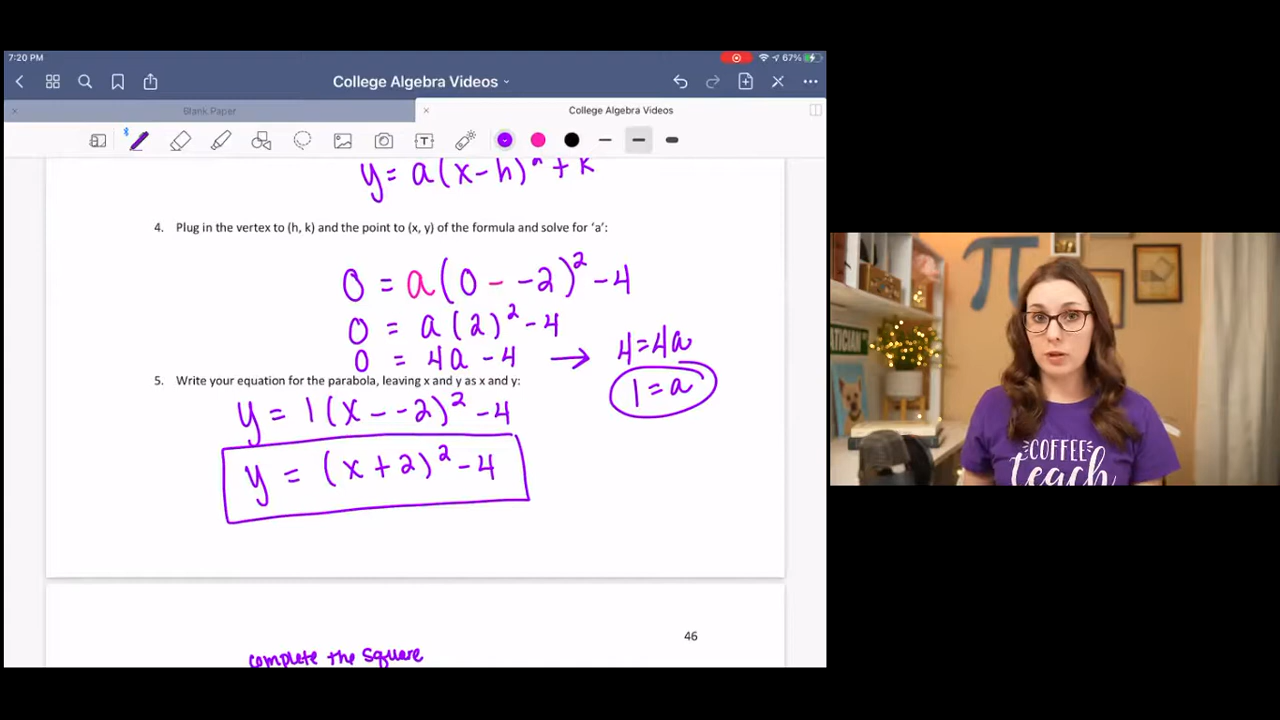 7:20 PM
67%
College Algebra Videos
Blank Paper
College Algebra Videos
y = a(x-h)² + k
4. Plug in the vertex to (h, k) and the point to (x, y) of the formula and solve for 'a':
0 = a(0 - -2)² - 4
0 = a(2)² - 4
0 = 4a - 4 → 4=4a
1 = a
5. Write your equation for the parabola, leaving x and y as x and y:
y = 1(x - -2)² - 4
y = (x+2)² - 4
46
complete the square
COFFEE
teach